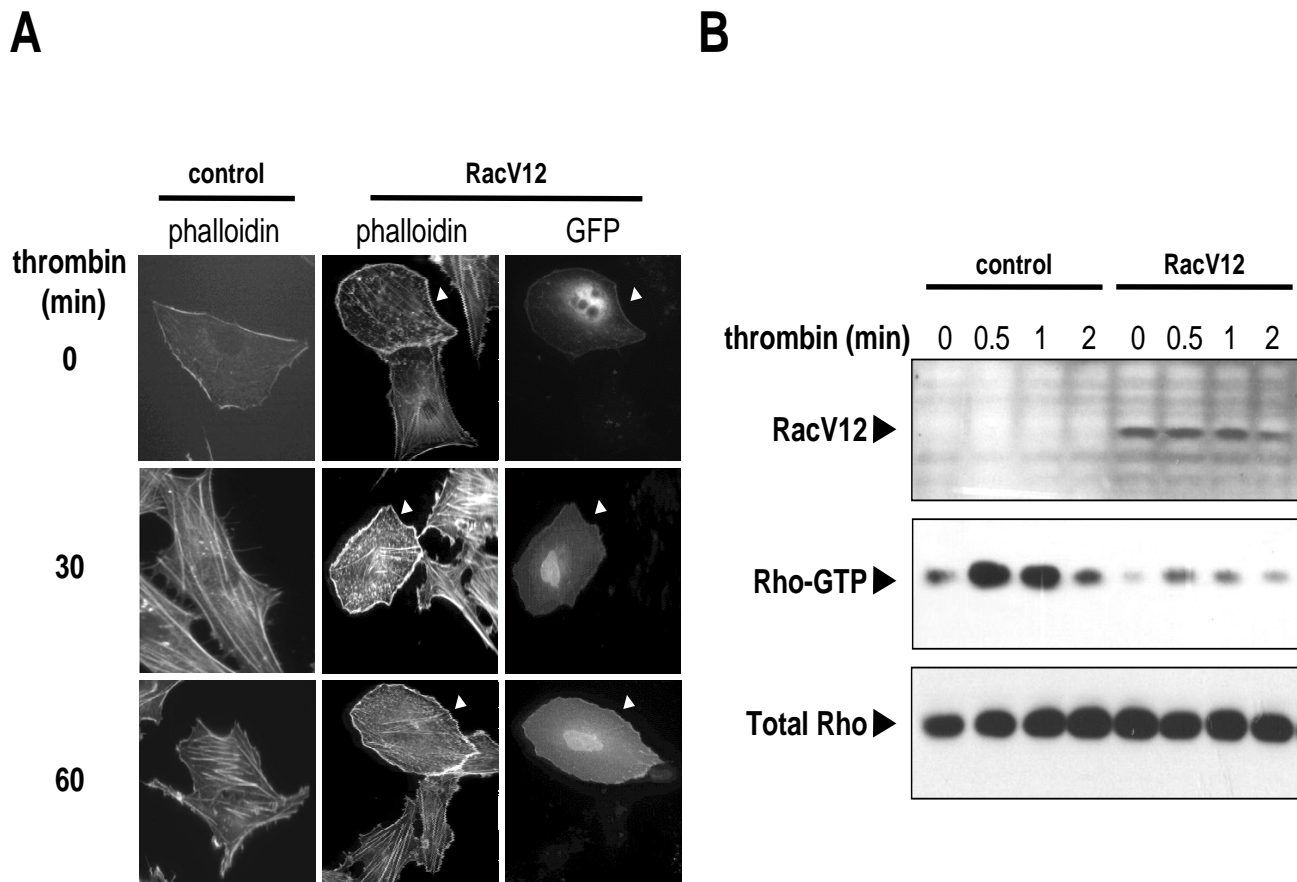 A
control
RacV12
phalloidin
phalloidin
GFP
thrombin
(min)
0
30
60
B
control
RacV12
thrombin (min) 0 0.5 1 2 0 0.5 1 2
RacV12
Rho-GTP
Total Rho